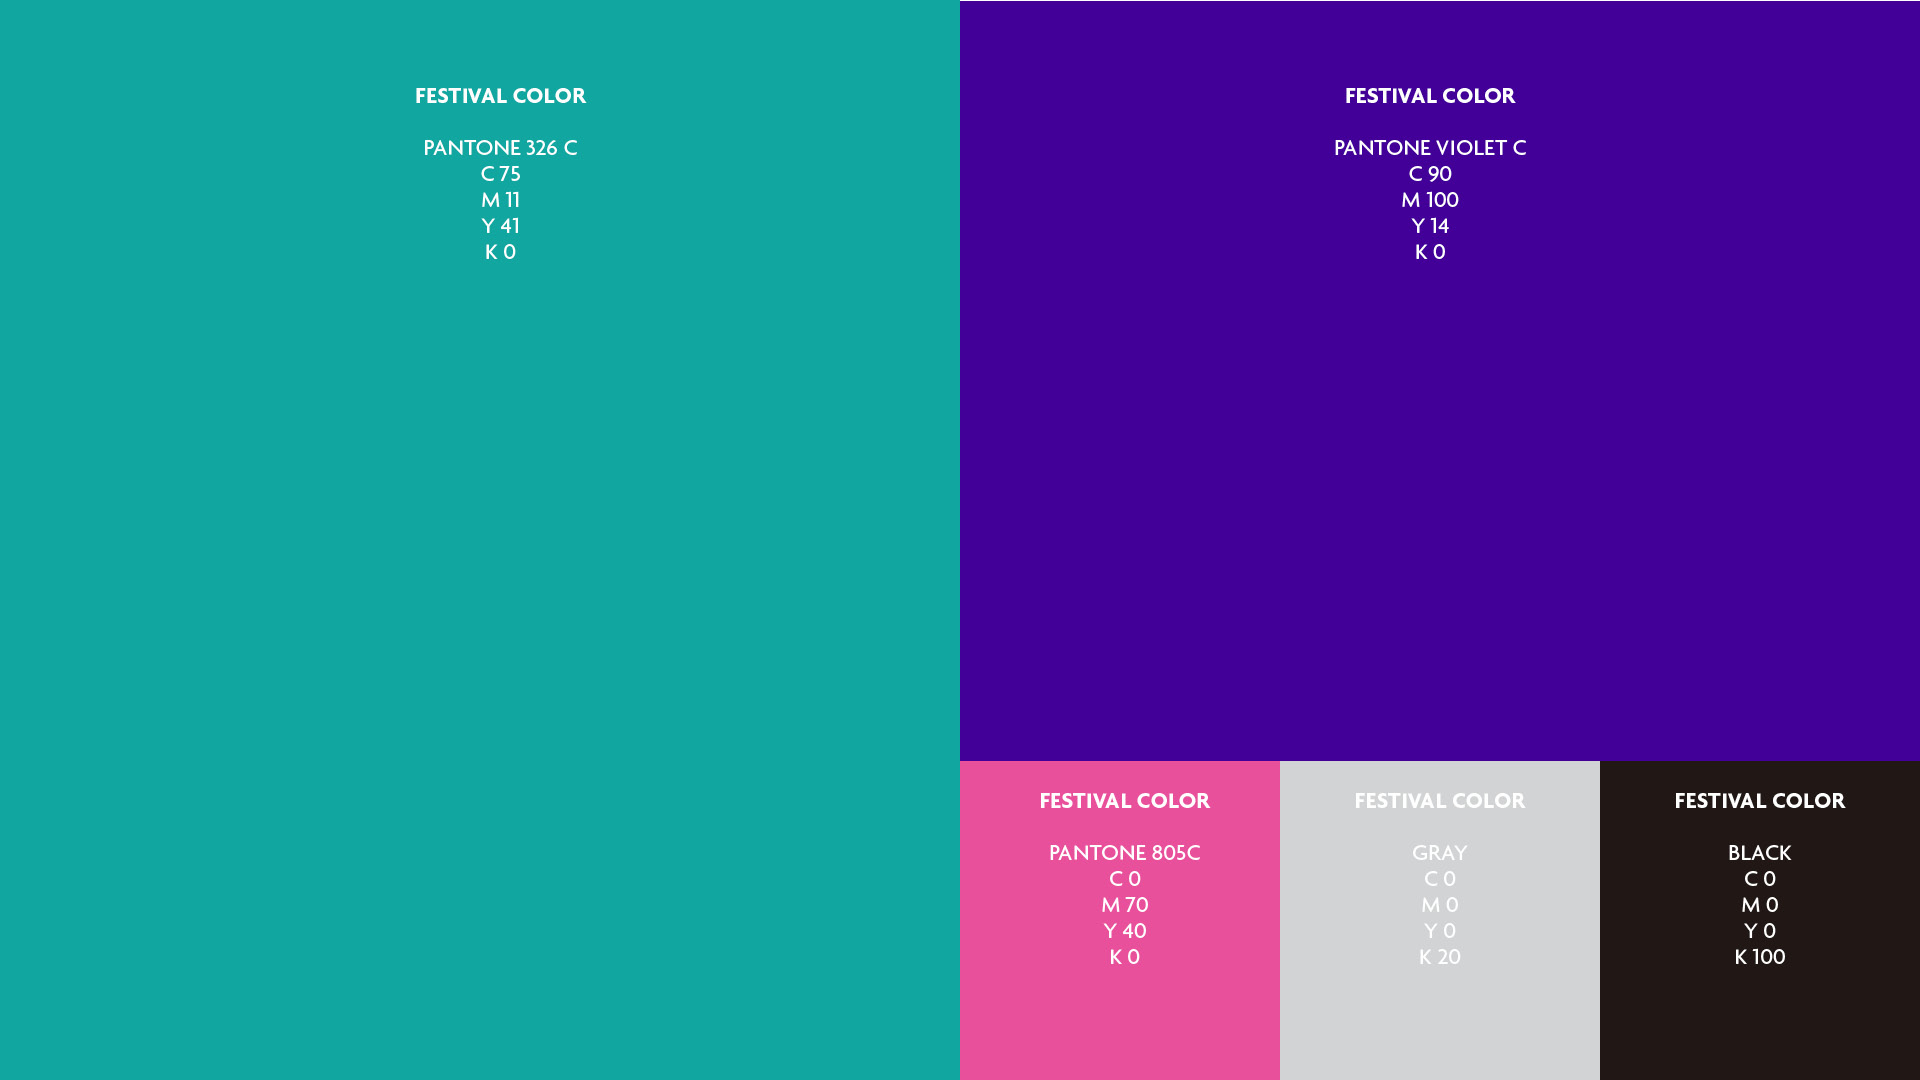 FESTIVAL COLOR
PANTONE 326 C
C 75
M 11
Y 41
K 0
FESTIVAL COLOR
PANTONE VIOLET C
C 90
M 100
Y 14
K 0
FESTIVAL COLOR
PANTONE 805C
C 0
M 70
Y 40
K 0
FESTIVAL COLOR
GRAY
C 0
M 0
Y 0
K 20
FESTIVAL COLOR
BLACK
C 0
M 0
Y 0
K 100